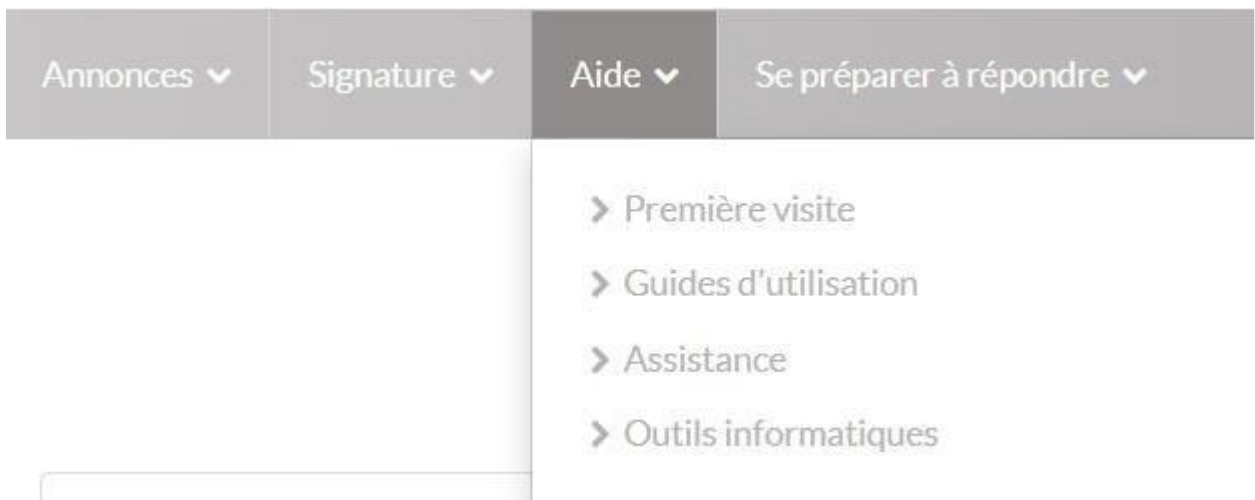 Annonces Signature Aide Se préparer à répondre
Première visite
Guides d'utilisation
Assistance
Outils informatiques